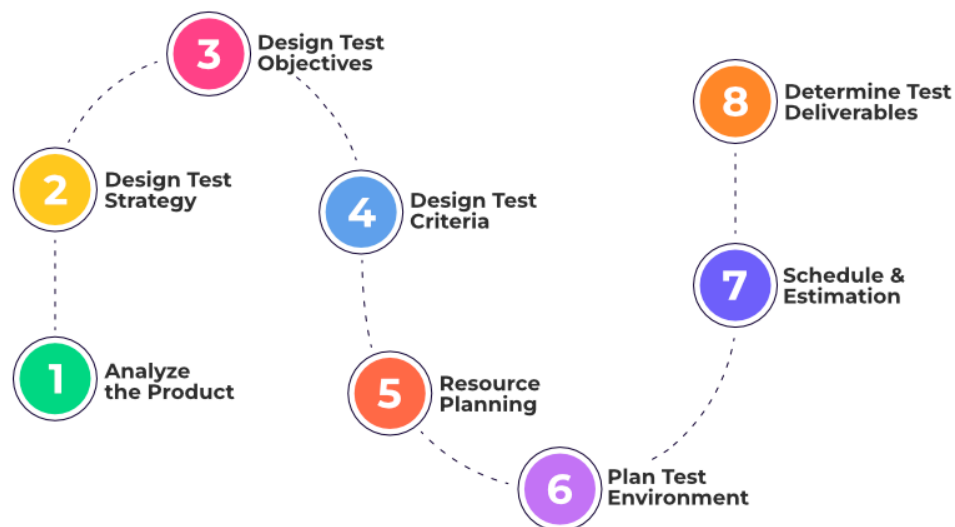 1
Analyze
the Product
2
Design Test
Strategy
3
Design Test
Objectives
4
Design Test
Criteria
5
Resource
Planning
6
Plan Test
Environment
7
Schedule &
Estimation
8
Determine Test
Deliverables